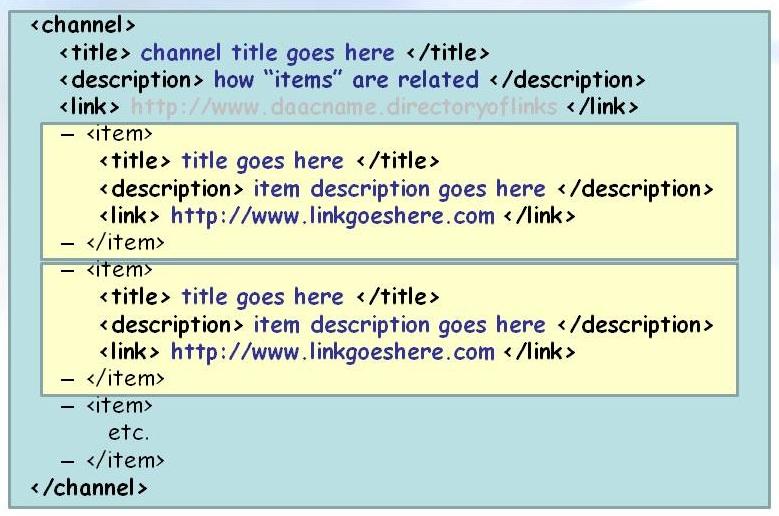 <channel>
<title> channel title goes here </title>
<description> how “items” are related </description>
<link> http://www.daacname.directoryoflinks </link>
– <item>
<title> title goes here </title>
<description> item description goes here </description>
<link> http://www.linkgoeshere.com </link>
– </item>
– <item>
<title> title goes here </title>
<description> item description goes here </description>
<link> http://www.linkgoeshere.com </link>
– </item>
– <item>
etc.
– </item>
</channel>